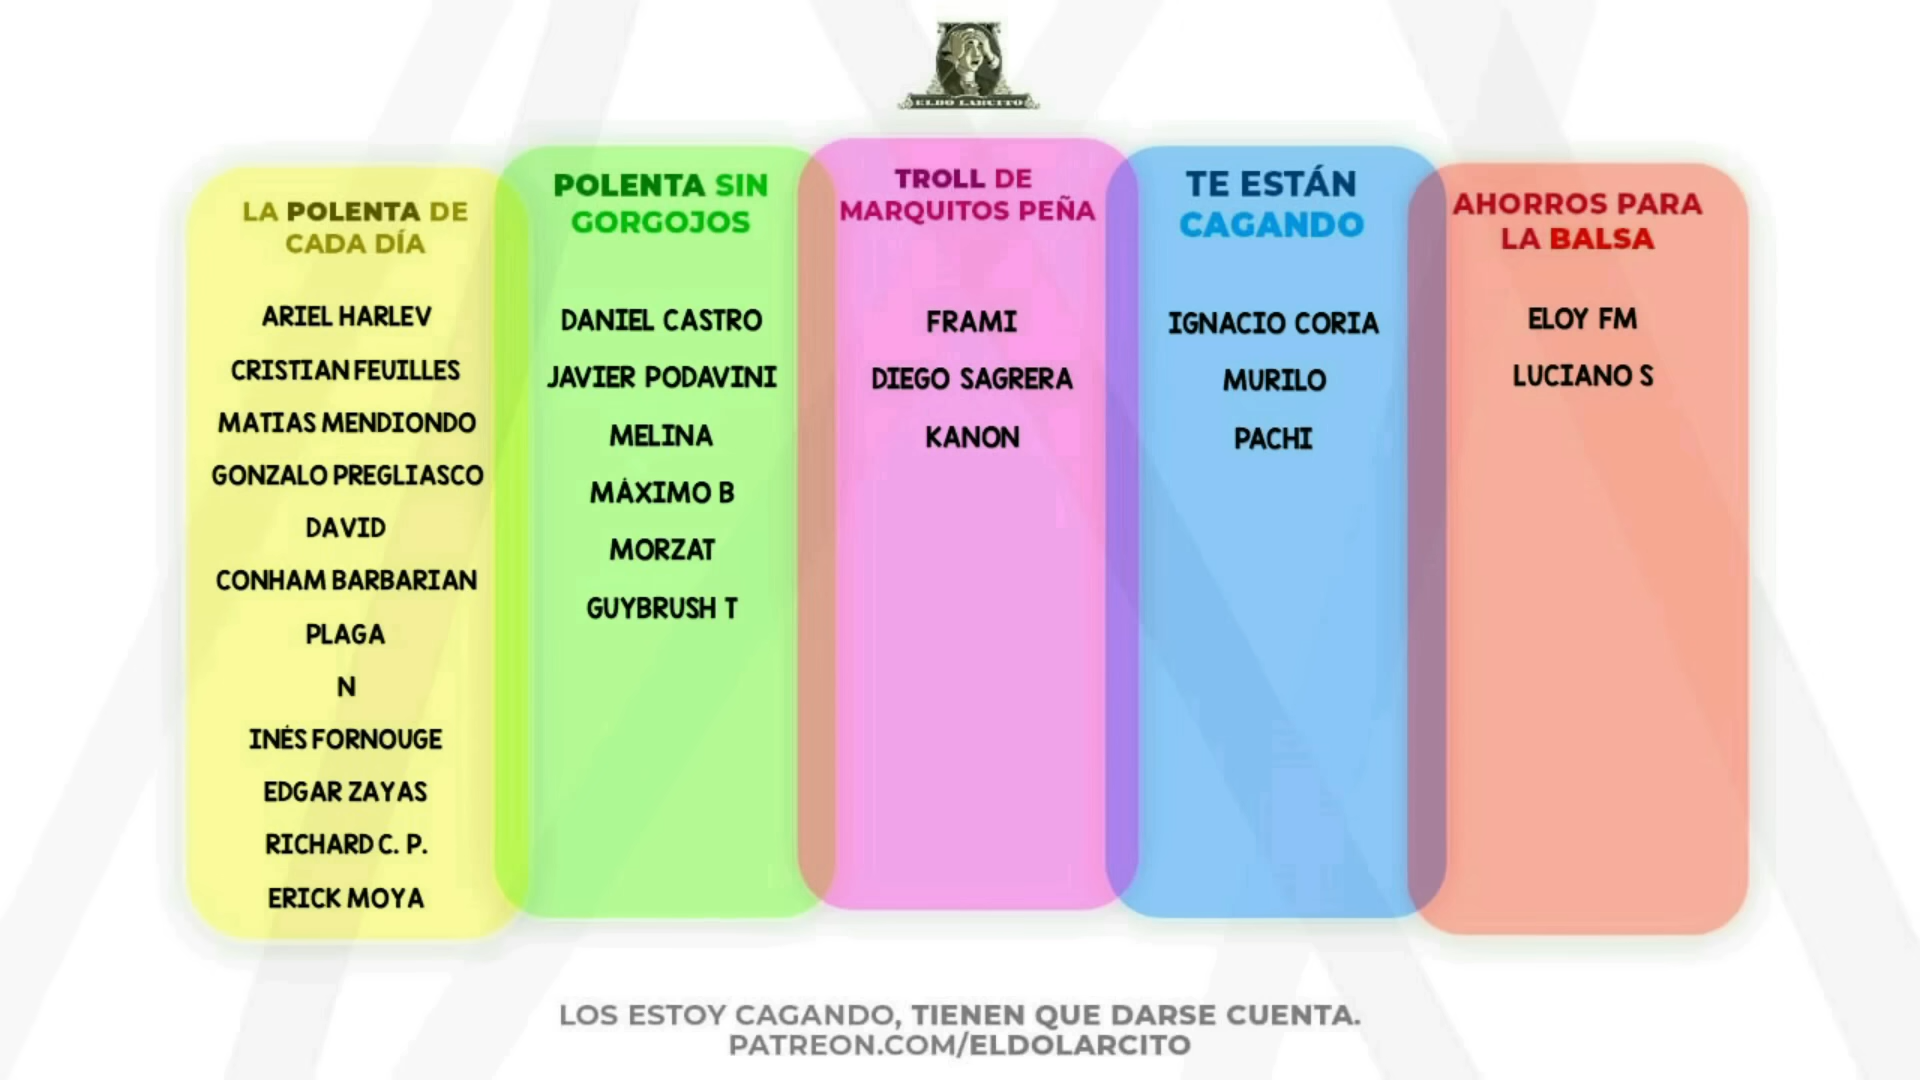 ELDO LARCITO
LA POLENTA DE
CADA DÍA
ARIEL HARLEV
CRISTIAN FEUILLES
MATIAS MENDIONDO
GONZALO PREGLIASCO
DAVID
CONHAM BARBARIAN
PLAGA
N
INÉS FORNOUGE
EDGAR ZAYAS
RICHARD C. P.
ERICK MOYA
POLENTA SIN
GORGOJOS
DANIEL CASTRO
JAVIER PODAVINI
MELINA
MÁXIMO B
MORZAT
GUYBRUSH T
TROLL DE
MARQUITOS PEÑA
FRAMI
DIEGO SAGRERA
KANON
TE ESTÁN
CAGANDO
IGNACIO CORIA
MURILO
PACHI
AHORROS PARA
LA BALSA
ELOY FM
LUCIANO S
LOS ESTOY CAGANDO, TIENEN QUE DARSE CUENTA.
PATREON.COM/ELDOLARCITO